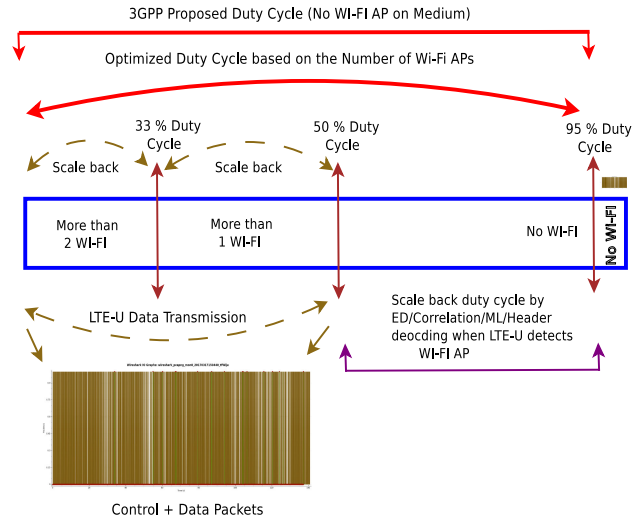 3GPP Proposed Duty Cycle (No WI-FI AP on Medium)
Optimized Duty Cycle based on the Number of Wi-Fi APs
33 % Duty
Cycle
50 % Duty
Cycle
95 % Duty
Cycle
Scale back
Scale back
More than
2 WI-FI
More than
1 WI-FI
No WI-FI
No WI-FI
LTE-U Data Transmission
Scale back duty cycle by
ED/Correlation/ML/Header
deocding when LTE-U detects
WI-FI AP
Control + Data Packets